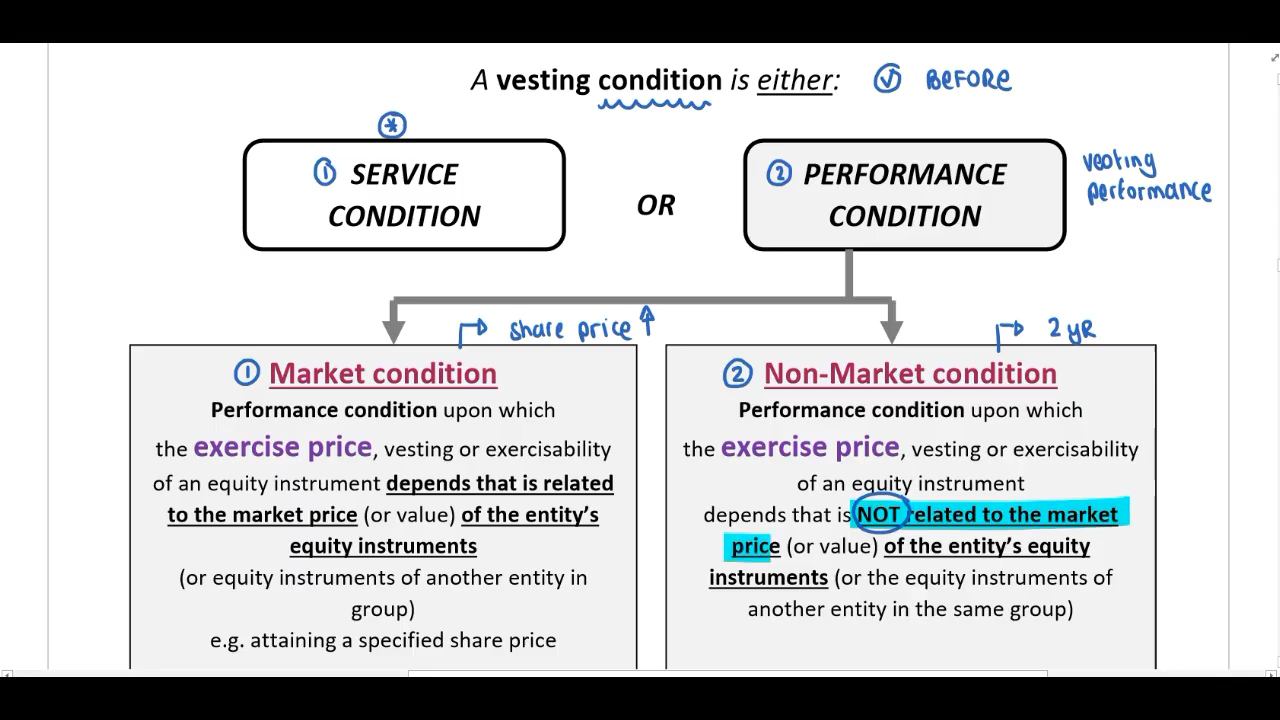 A vesting condition is either: ✓ BEFORE
*
1 SERVICE
CONDITION
OR
2 PERFORMANCE
CONDITION
vesting
performance
share price ↑
2 yR
1 Market condition
Performance condition upon which
the exercise price, vesting or exercisability
of an equity instrument depends that is related
to the market price (or value) of the entity's
equity instruments
(or equity instruments of another entity in
group)
e.g. attaining a specified share price
2 Non-Market condition
Performance condition upon which
the exercise price, vesting or exercisability
of an equity instrument
depends that is NOT related to the market
price (or value) of the entity's equity
instruments (or the equity instruments of
another entity in the same group)